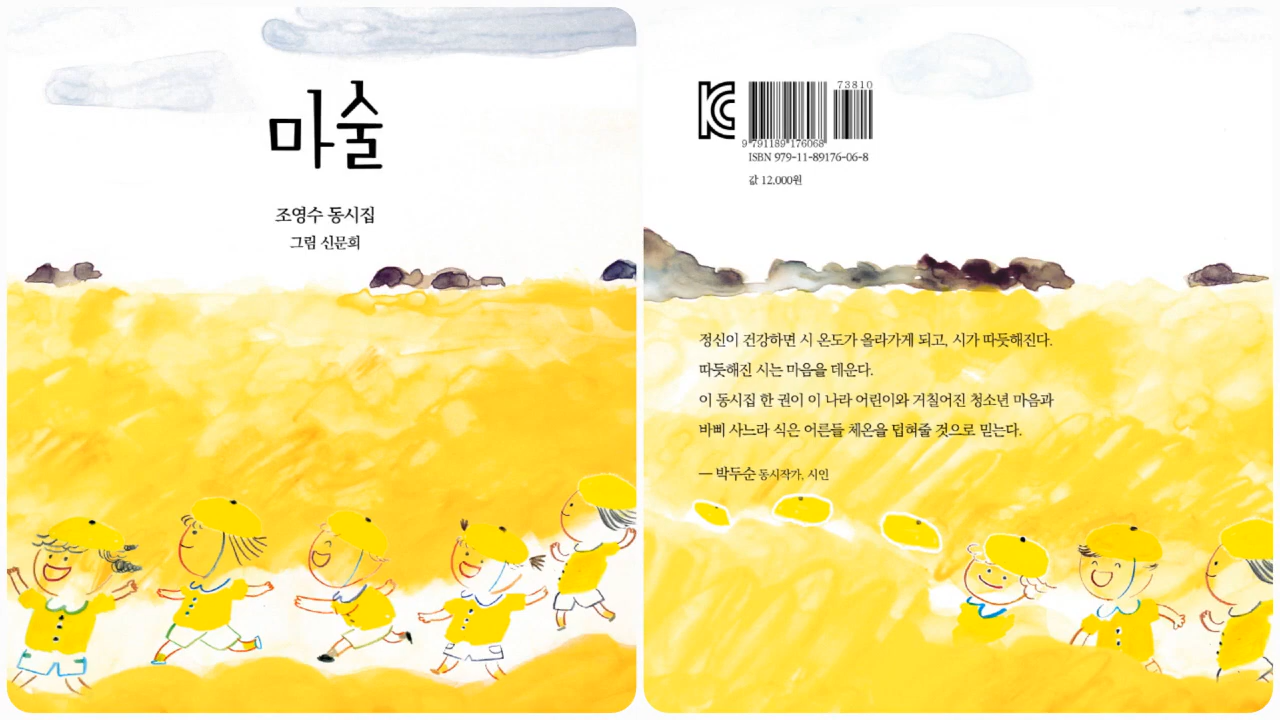 마술
조영수 동시집
그림 신문희
KC
73810
9 791189 176068
ISBN 979-11-89176-06-8
값 12,000원
정신이 건강하면 시 온도가 올라가게 되고, 시가 따듯해진다.
따듯해진 시는 마음을 데운다.
이 동시집 한 권이 이 나라 어린이와 거칠어진 청소년 마음과
바삐 사느라 식은 어른들 체온을 덥혀줄 것으로 믿는다.
— 박두순 동시작가, 시인